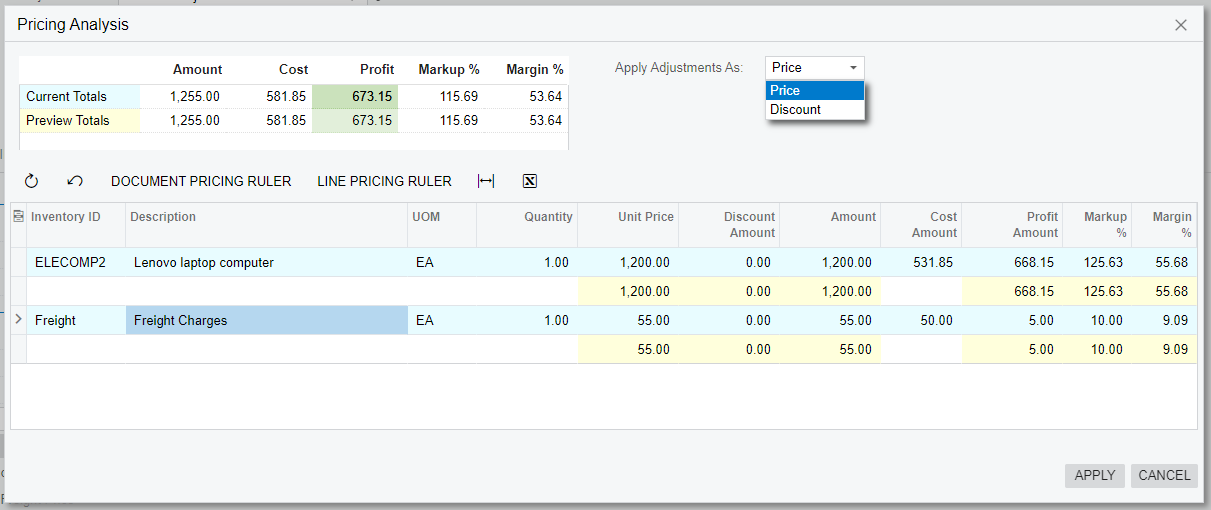 Pricing Analysis
Amount Cost Profit Markup % Margin %
Current Totals 1,255.00 581.85 673.15 115.69 53.64
Preview Totals 1,255.00 581.85 673.15 115.69 53.64
Apply Adjustments As: Price
Price
Discount
DOCUMENT PRICING RULER LINE PRICING RULER
Inventory ID Description UOM Quantity Unit Price Discount Amount Amount Cost Amount Profit Amount Markup % Margin %
ELECOMP2 Lenovo laptop computer EA 1.00 1,200.00 0.00 1,200.00 531.85 668.15 125.63 55.68
1,200.00 0.00 1,200.00 668.15 125.63 55.68
Freight Freight Charges EA 1.00 55.00 0.00 55.00 50.00 5.00 10.00 9.09
55.00 0.00 55.00 5.00 10.00 9.09
APPLY CANCEL